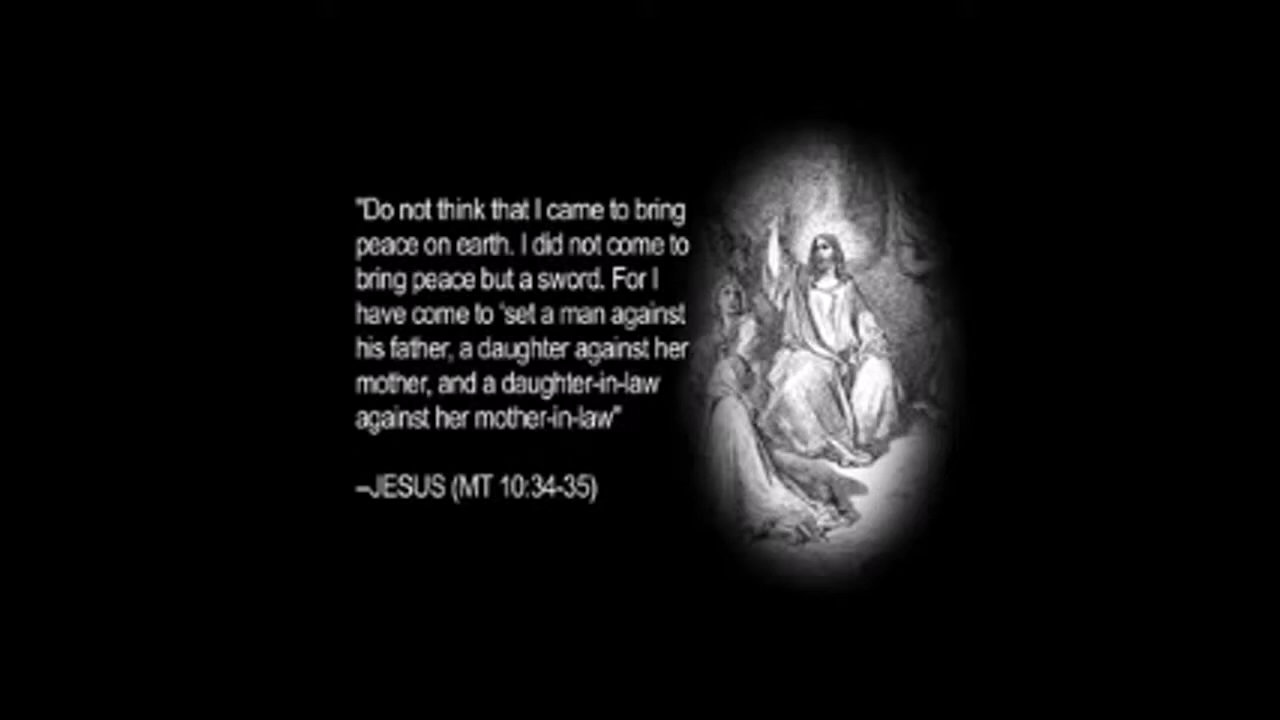 "Do not think that I came to bring
peace on earth. I did not come to
bring peace but a sword. For I
have come to 'set a man against
his father, a daughter against her
mother, and a daughter-in-law
against her mother-in-law"
–JESUS (MT 10:34-35)